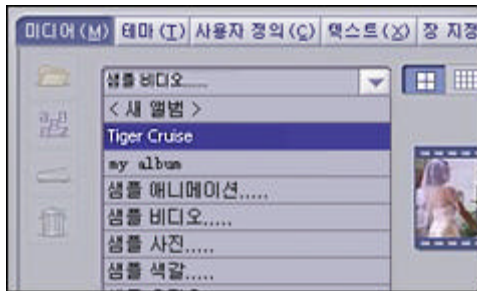 미디어(M) 테마(T) 사용자 정의(C) 텍스트(X) 장 지정
샘플 비디오.....
< 새 앨범 >
Tiger Cruise
my album
샘플 애니메이션.....
샘플 비디오.....
샘플 사진.....
샘플 색갈.....